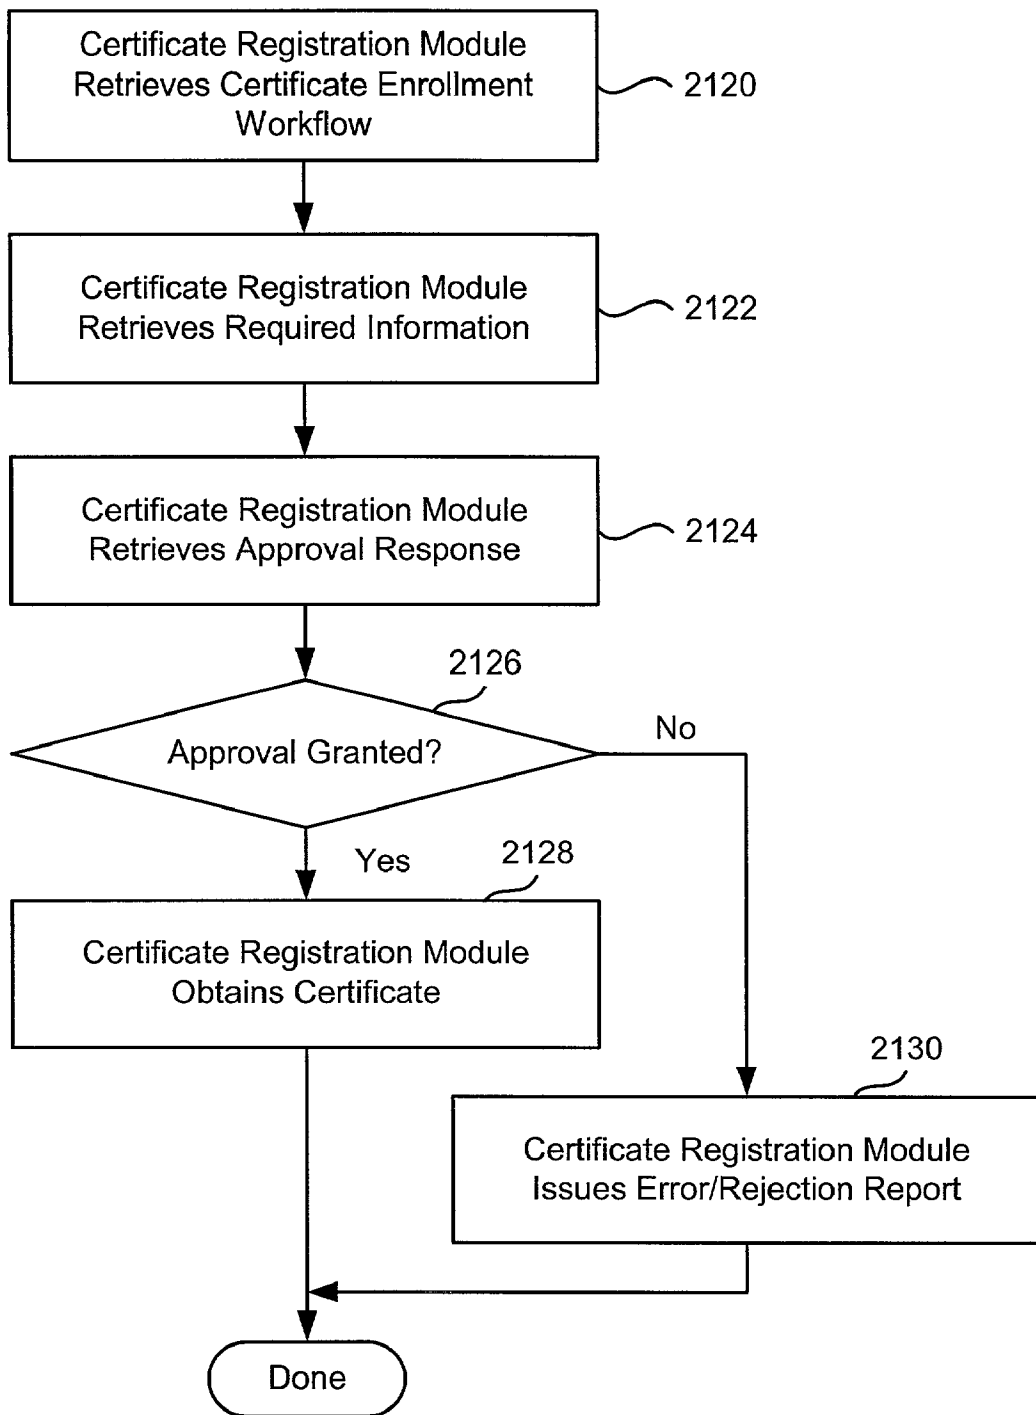 Certificate Registration Module
Retrieves Certificate Enrollment
Workflow
2120
Certificate Registration Module
Retrieves Required Information
2122
Certificate Registration Module
Retrieves Approval Response
2124
2126
Approval Granted?
No
Yes
2128
Certificate Registration Module
Obtains Certificate
2130
Certificate Registration Module
Issues Error/Rejection Report
Done